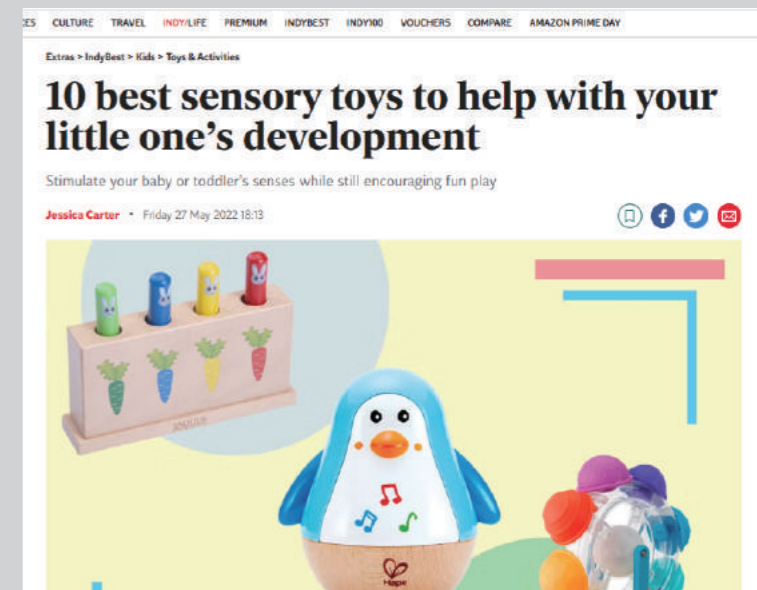 CULTURE TRAVEL INDY/LIFE PREMIUM INDYBEST INDY100 VOUCHERS COMPARE AMAZON PRIME DAY
Extras > IndyBest > Kids > Toys & Activities
10 best sensory toys to help with your
little one's development
Stimulate your baby or toddler's senses while still encouraging fun play
Jessica Carter • Friday 27 May 2022 18:13
Hape